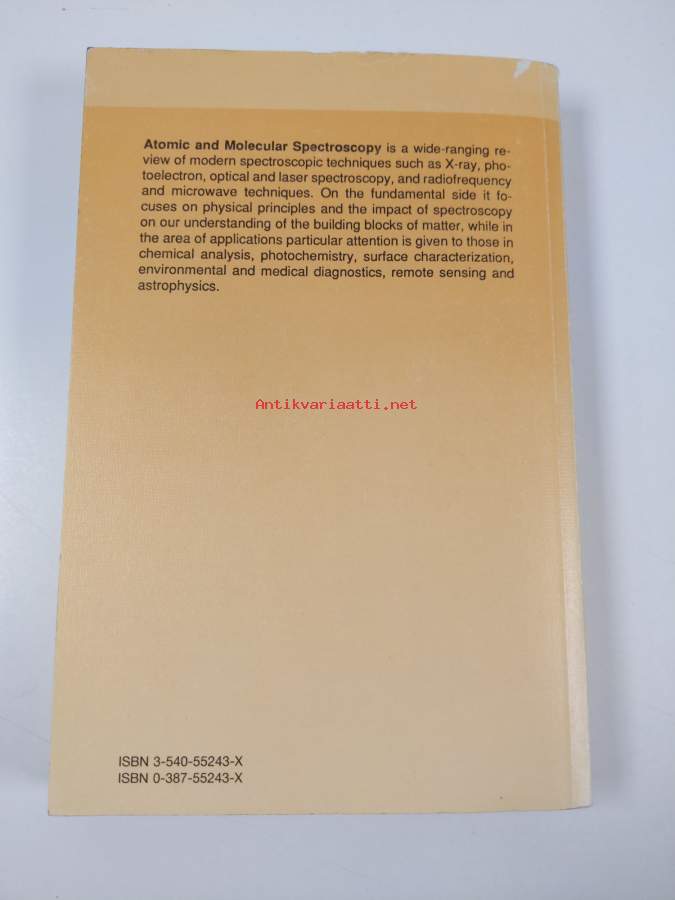 Atomic and Molecular Spectroscopy is a wide-ranging re-
view of modern spectroscopic techniques such as X-ray, pho-
toelectron, optical and laser spectroscopy, and radiofrequency
and microwave techniques. On the fundamental side it fo-
cuses on physical principles and the impact of spectroscopy
on our understanding of the building blocks of matter, while in
the area of applications particular attention is given to those in
chemical analysis, photochemistry, surface characterization,
environmental and medical diagnostics, remote sensing and
astrophysics.
Antikvariaatti.net
ISBN 3-540-55243-X
ISBN 0-387-55243-X